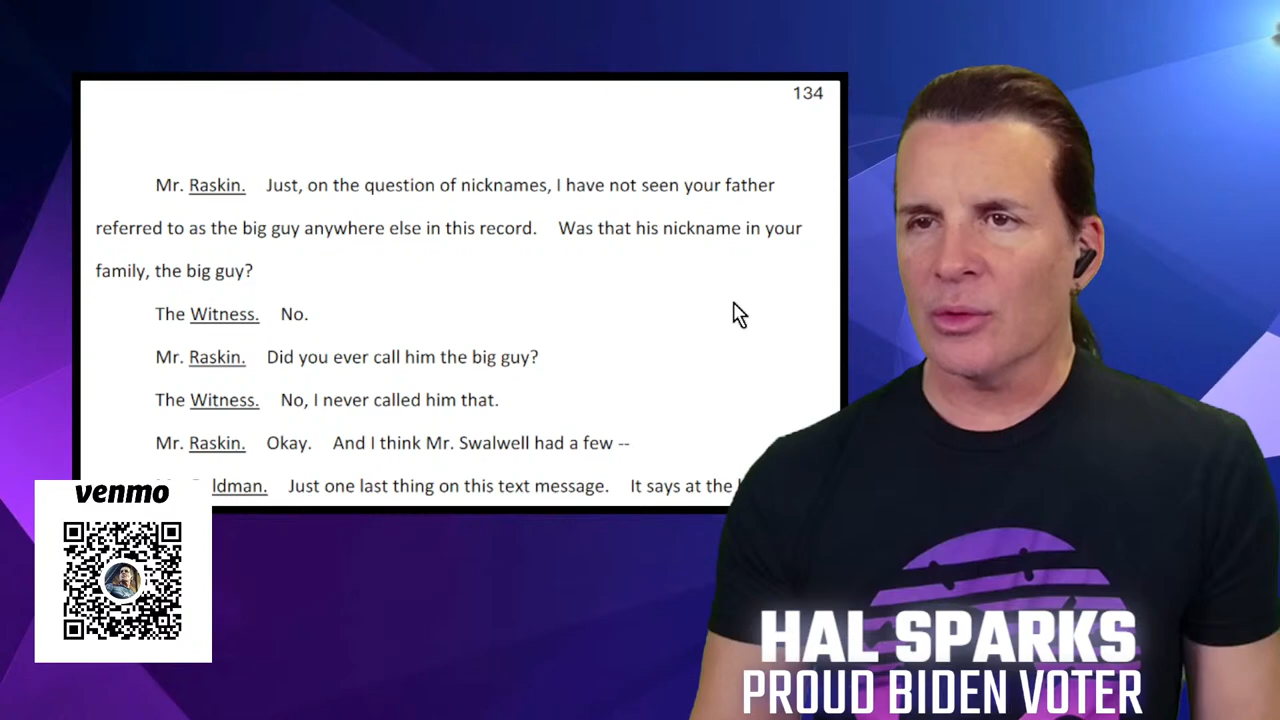 134
Mr. Raskin. Just, on the question of nicknames, I have not seen your father
referred to as the big guy anywhere else in this record. Was that his nickname in your
family, the big guy?
The Witness. No.
Mr. Raskin. Did you ever call him the big guy?
The Witness. No, I never called him that.
Mr. Raskin. Okay. And I think Mr. Swalwell had a few --
ldman. Just one last thing on this text message. It says at the
venmo
HAL SPARKS
PROUD BIDEN VOTER